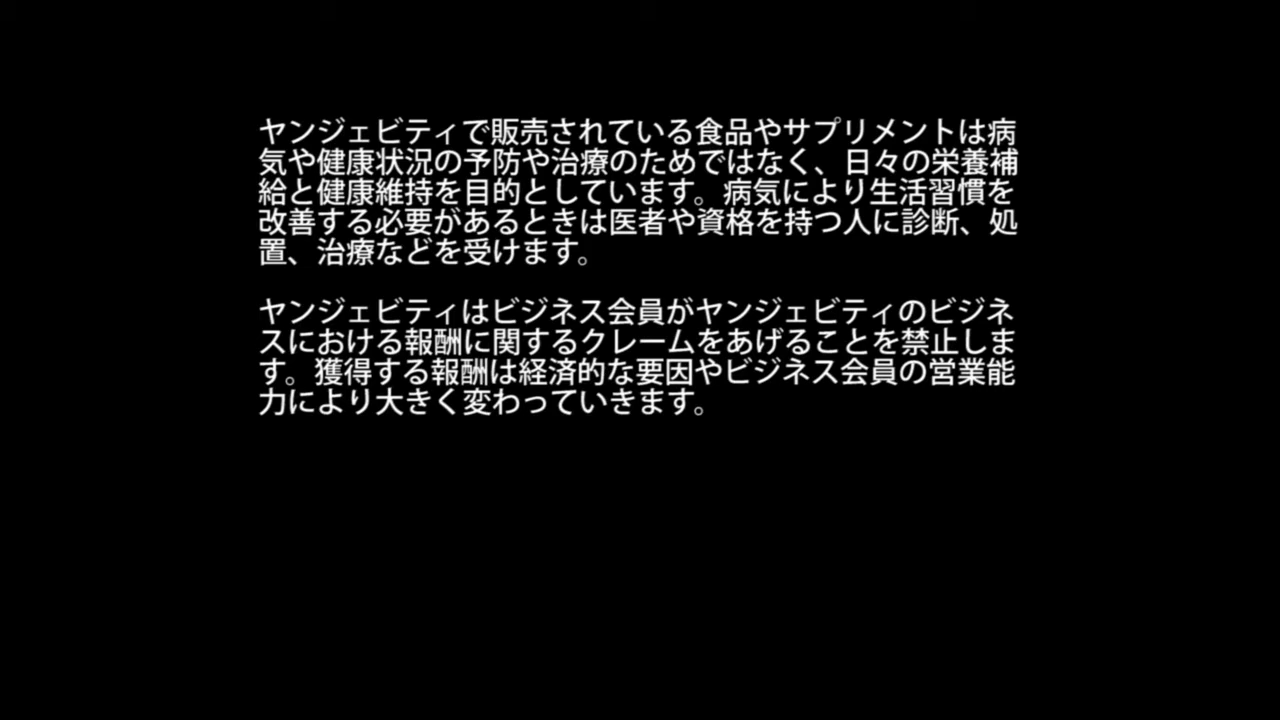 ヤンジェビティで販売されている食品やサプリメントは病
気や健康状況の予防や治療のためではなく、日々の栄養補
給と健康維持を目的としています。病気により生活習慣を
改善する必要があるときは医者や資格を持つ人に診断、処
置、治療などを受けます。
ヤンジェビティはビジネス会員がヤンジェビティのビジネ
スにおける報酬に関するクレームをあげることを禁止しま
す。獲得する報酬は経済的な要因やビジネス会員の営業能
力により大きく変わっていきます。